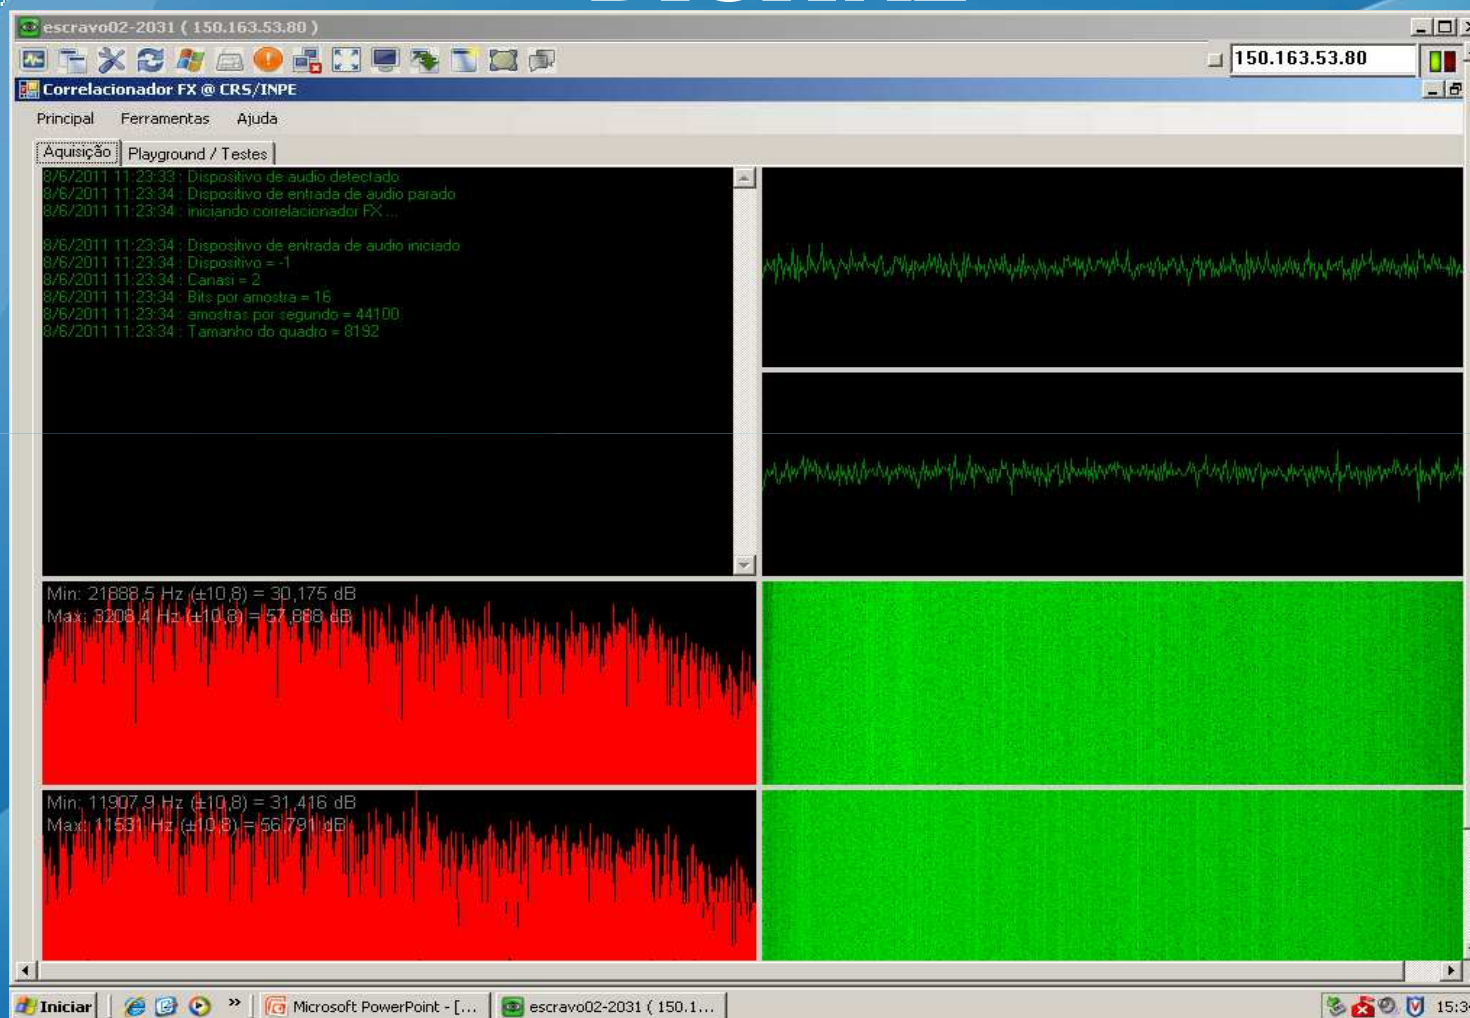 escravo02-2031 ( 150.163.53.80 )
150.163.53.80
Correlacionador FX @ CRS/INPE
Principal Ferramentas Ajuda
Aquisição Playground / Testes
8/6/2011 11:23:33 : Dispositivo de audio detectado
8/6/2011 11:23:34 : Dispositivo de entrada de audio parado
8/6/2011 11:23:34 : iniciando correlacionador FX ...
8/6/2011 11:23:34 : Dispositivo de entrada de audio iniciado
8/6/2011 11:23:34 : Dispositivo = -1
8/6/2011 11:23:34 : Canasi = 2
8/6/2011 11:23:34 : Bits por amostra = 16
8/6/2011 11:23:34 : amostras por segundo = 44100
8/6/2011 11:23:34 : Tamanho do quadro = 8192
Min: 21888,5 Hz (±10,8) = 30,175 dB
Max: 3208,4 Hz (±10,8) = 57,888 dB
Min: 11907,9 Hz (±10,8) = 31,416 dB
Max: 11531 Hz (±10,8) = 56,791 dB
Iniciar » Microsoft PowerPoint - [... escravo02-2031 ( 150.1...